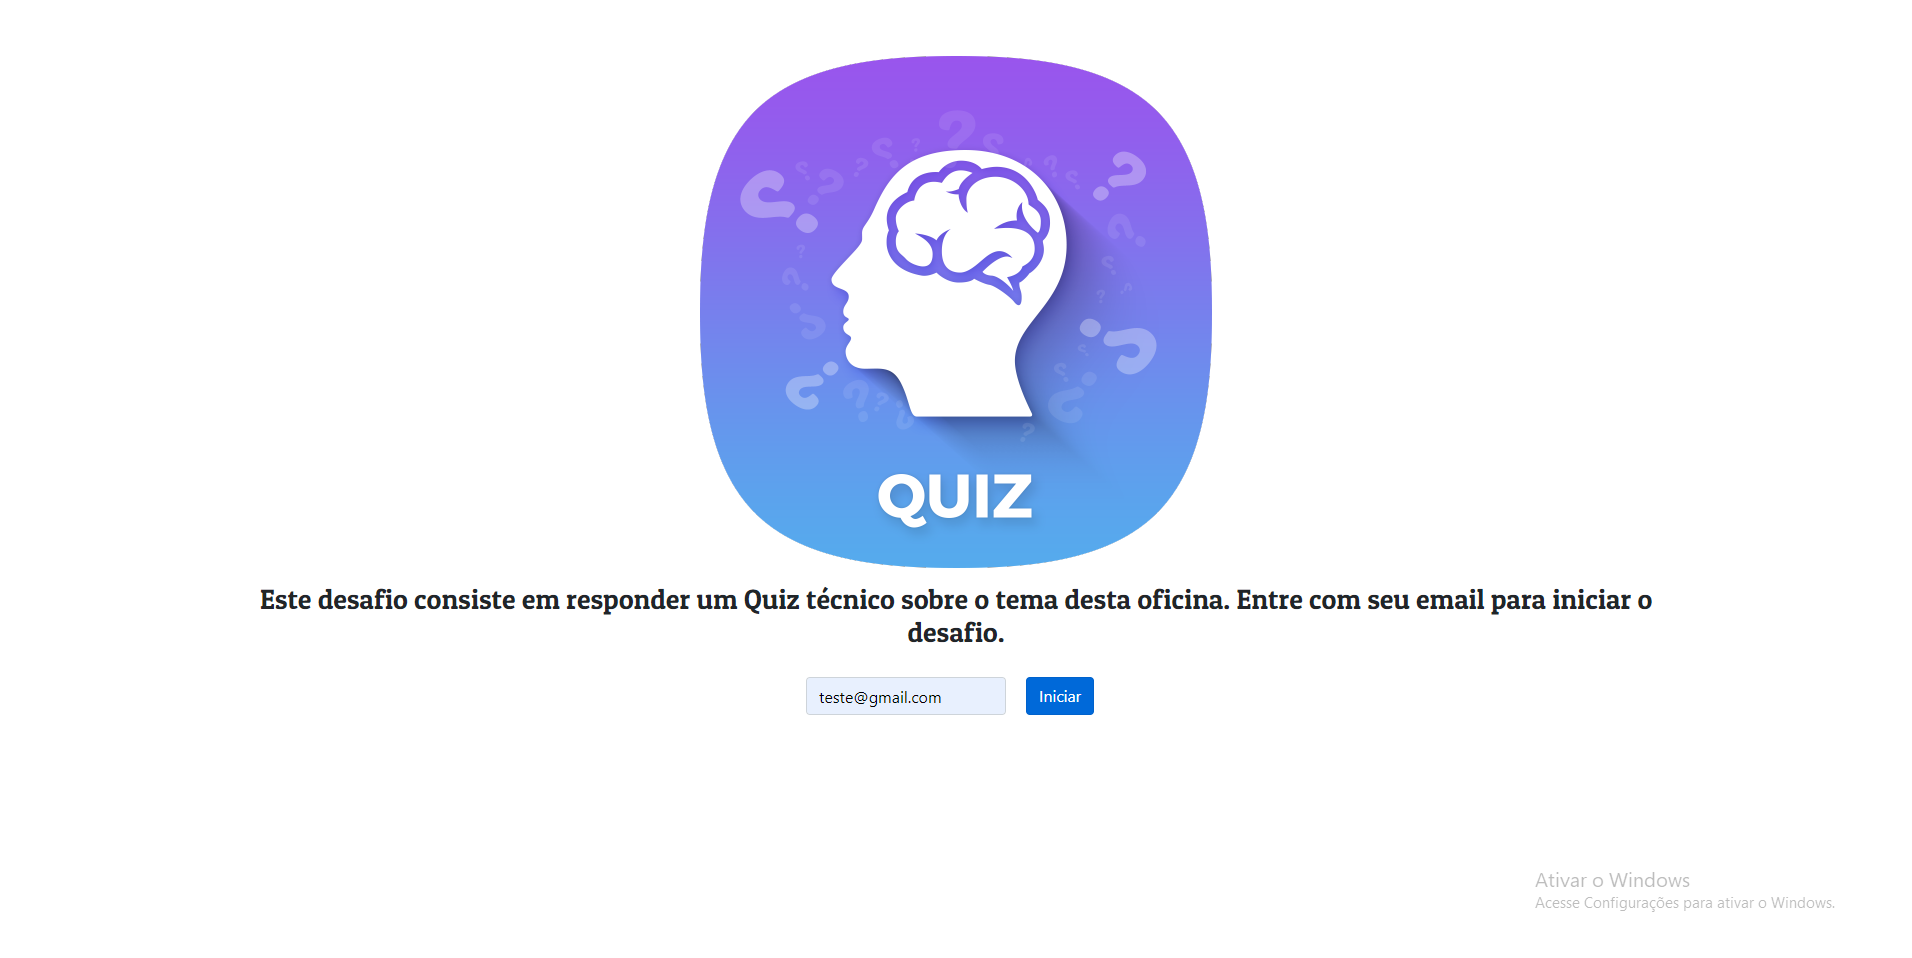 QUIZ
Este desafio consiste em responder um Quiz técnico sobre o tema desta oficina. Entre com seu email para iniciar o
desafio.
teste@gmail.com
Iniciar
Ativar o Windows
Acesse Configurações para ativar o Windows.